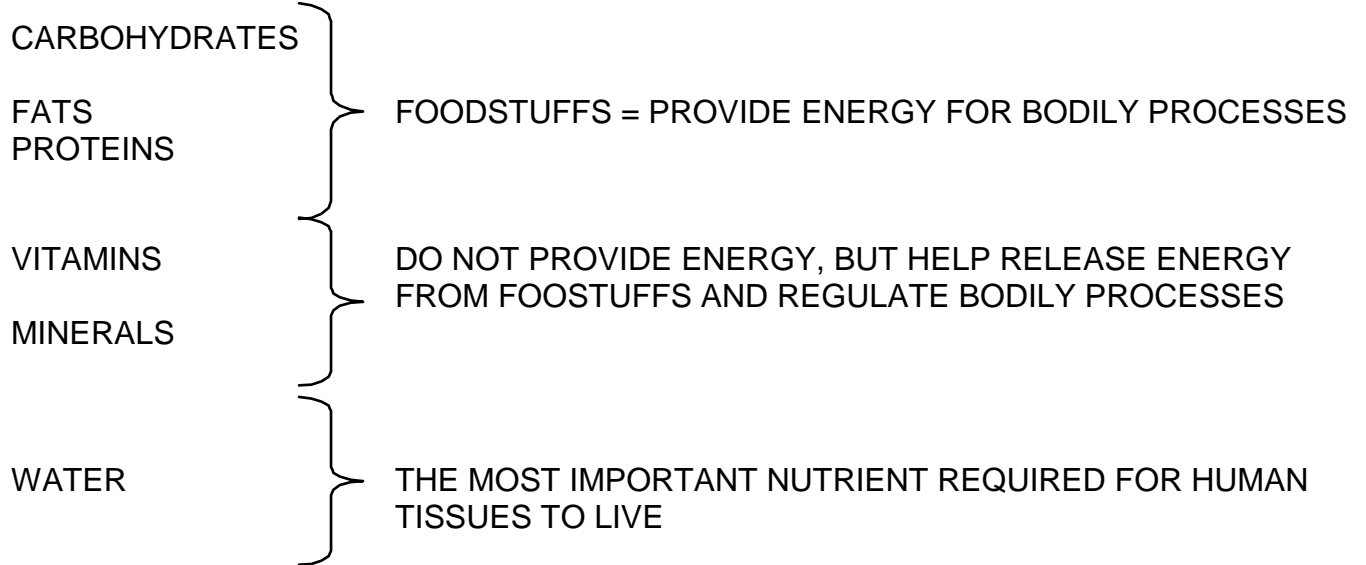 CARBOHYDRATES
FATS
PROTEINS
FOODSTUFFS = PROVIDE ENERGY FOR BODILY PROCESSES
VITAMINS
MINERALS
DO NOT PROVIDE ENERGY, BUT HELP RELEASE ENERGY
FROM FOOSTUFFS AND REGULATE BODILY PROCESSES
WATER
THE MOST IMPORTANT NUTRIENT REQUIRED FOR HUMAN
TISSUES TO LIVE